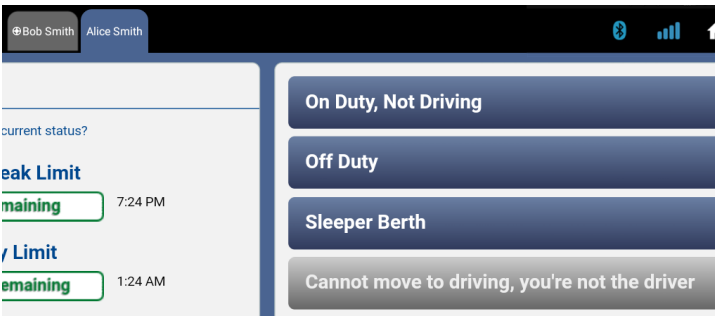 Bob Smith
Alice Smith
current status?
eak Limit
maining
7:24 PM
y Limit
emaining
1:24 AM
On Duty, Not Driving
Off Duty
Sleeper Berth
Cannot move to driving, you're not the driver